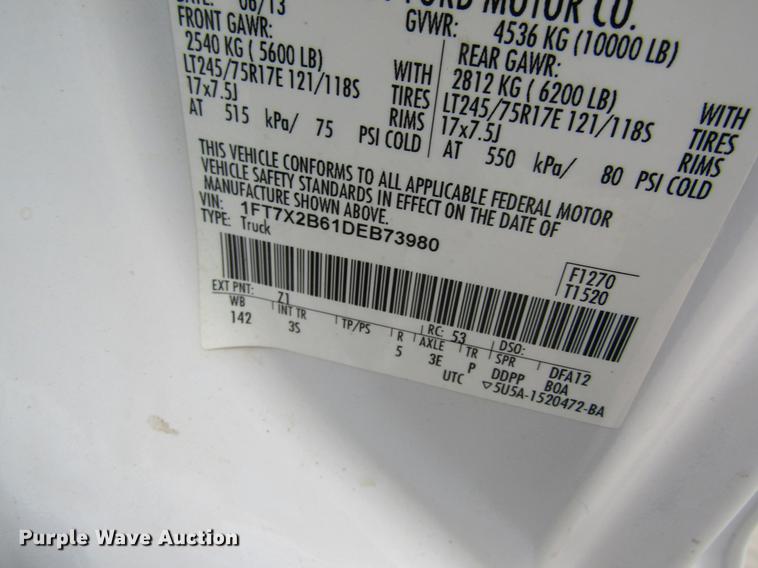 DATE: 06/13
FORD MOTOR CO.
FRONT GAWR:
GVWR: 4536 KG (10000 LB)
2540 KG ( 5600 LB)
REAR GAWR:
LT245/75R17E 121/118S WITH
2812 KG ( 6200 LB)
17x7.5J TIRES
LT245/75R17E 121/118S WITH
RIMS
17x7.5J TIRES
AT 515 kPa/ 75 PSI COLD
RIMS
AT 550 kPa/ 80 PSI COLD
THIS VEHICLE CONFORMS TO ALL APPLICABLE FEDERAL MOTOR
VEHICLE SAFETY STANDARDS IN EFFECT ON THE DATE OF
MANUFACTURE SHOWN ABOVE.
VIN: 1FT7X2B61DEB73980
TYPE: Truck
F1270
T1520
EXT PNT: Z1 RC: 53 DSO:
WB INT TR TP/PS R AXLE TR SPR DFA12
142 3S 5 3E P DDPP BOA
UTC ▽5U5A-1520472-BA
Purple Wave Auction